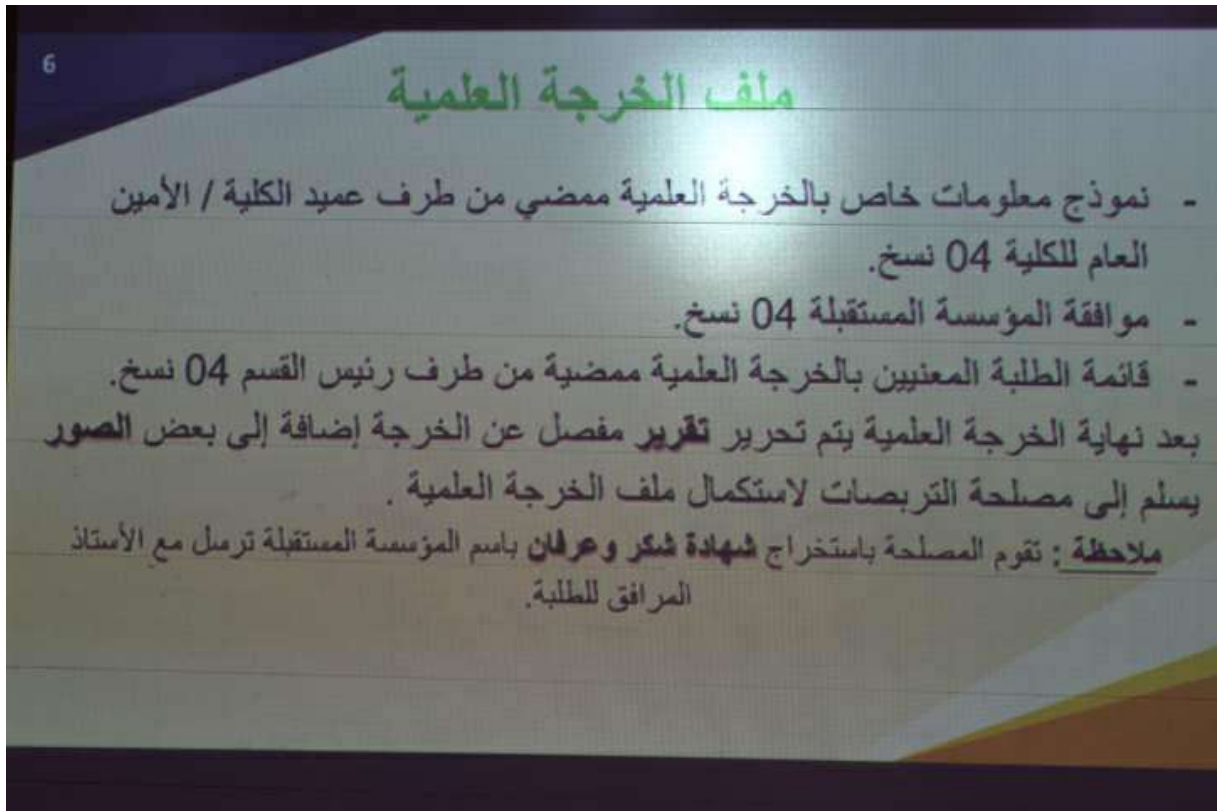 6
ملف الخرجة العلمية
- نموذج معلومات خاص بالخرجة العلمية ممضي من طرف عميد الكلية / الأمين
العام للكلية 04 نسخ.
- موافقة المؤسسة المستقبلة 04 نسخ.
- قائمة الطلبة المعنيين بالخرجة العلمية ممضية من طرف رئيس القسم 04 نسخ.
بعد نهاية الخرجة العلمية يتم تحرير تقرير مفصل عن الخرجة إضافة إلى بعض الصور
يسلم إلى مصلحة التربصات لاستكمال ملف الخرجة العلمية .
ملاحظة : تقوم المصلحة باستخراج شهادة شكر وعرفان باسم المؤسسة المستقبلة ترسل مع الأستاذ
المرافق للطلبة.